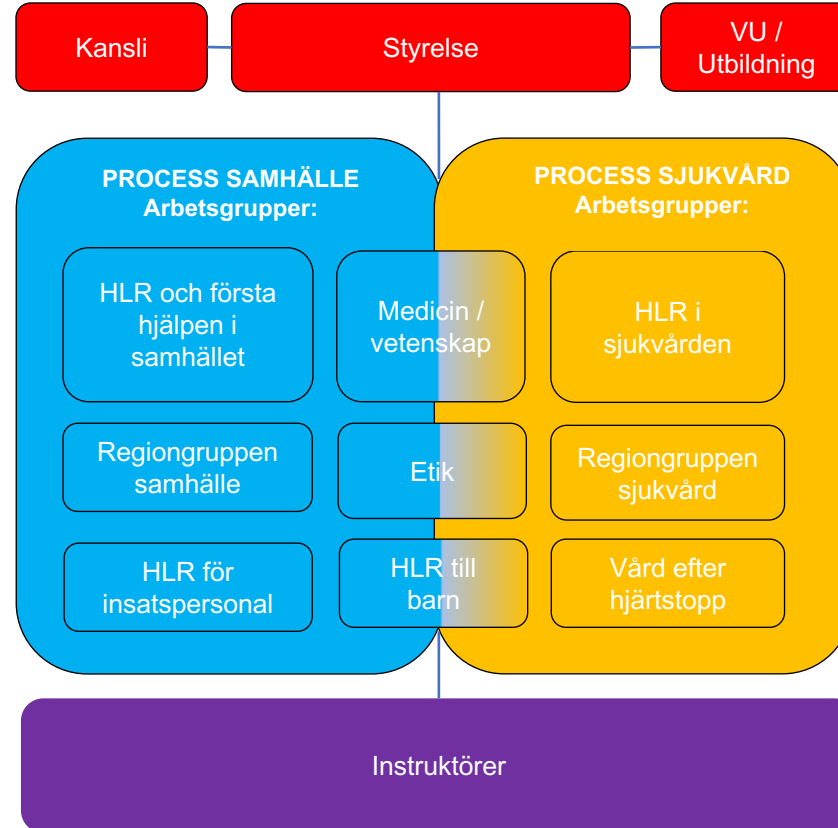 Kansli
Styrelse
VU /
Utbildning
PROCESS SAMHÄLLE
Arbetsgrupper:
PROCESS SJUKVÅRD
Arbetsgrupper:
HLR och första
hjälpen i
samhället
Medicin /
vetenskap
HLR i
sjukvården
Regiongruppen
samhälle
Etik
Regiongruppen
sjukvård
HLR för
insatspersonal
HLR till
barn
Vård efter
hjärtstopp
Instruktörer